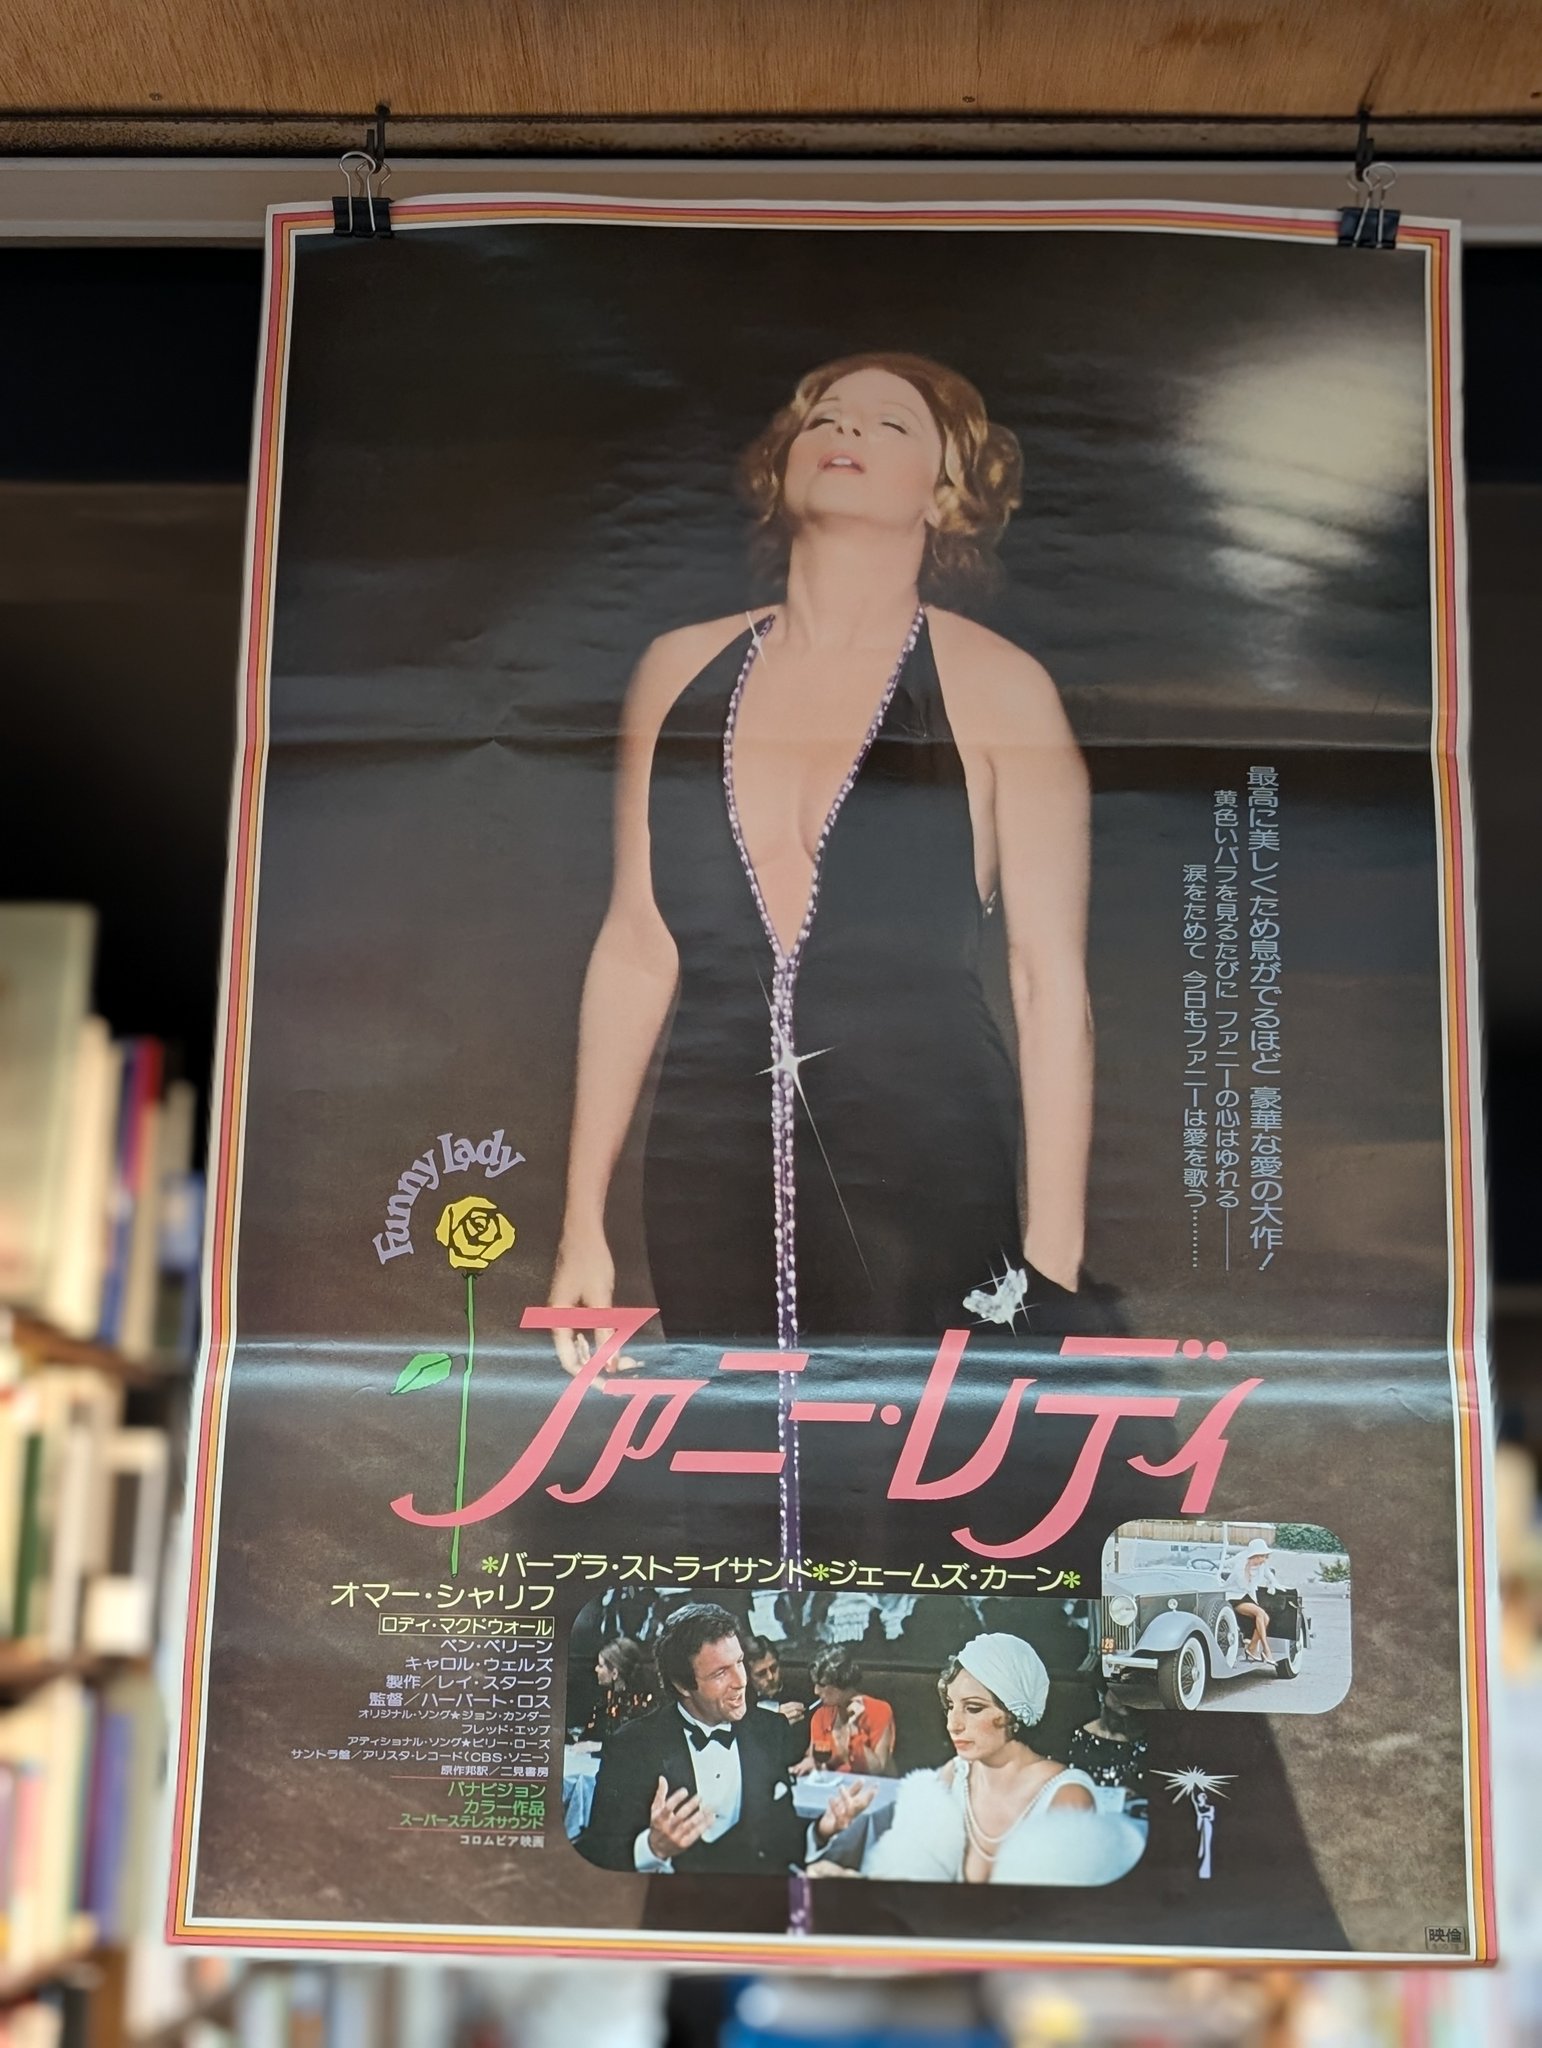 最高に美しくため息がでるほど 豪華な愛の大作!
黄色いバラを見るたびに ファニーの心はゆれる——
涙をためて 今日もファニーは愛を歌う………
Funny Lady
ファニー・レディ
*バーブラ・ストライサンド*ジェームズ・カーン*
オマー・シャリフ
ロディ・マクドウォール
ベン・ベリーン
キャロル・ウェルズ
製作/レイ・スターク
監督/ハーバート・ロス
オリジナル・ソング★ジョン・カンダー
フレッド・エップ
アディショナル・ソング★ビリー・ローズ
サントラ盤/アリスタ・レコード(CBS・ソニー)
原作邦訳/二見書房
パナビジョン
カラー作品
スーパーステレオサウンド
コロムビア映画
映倫